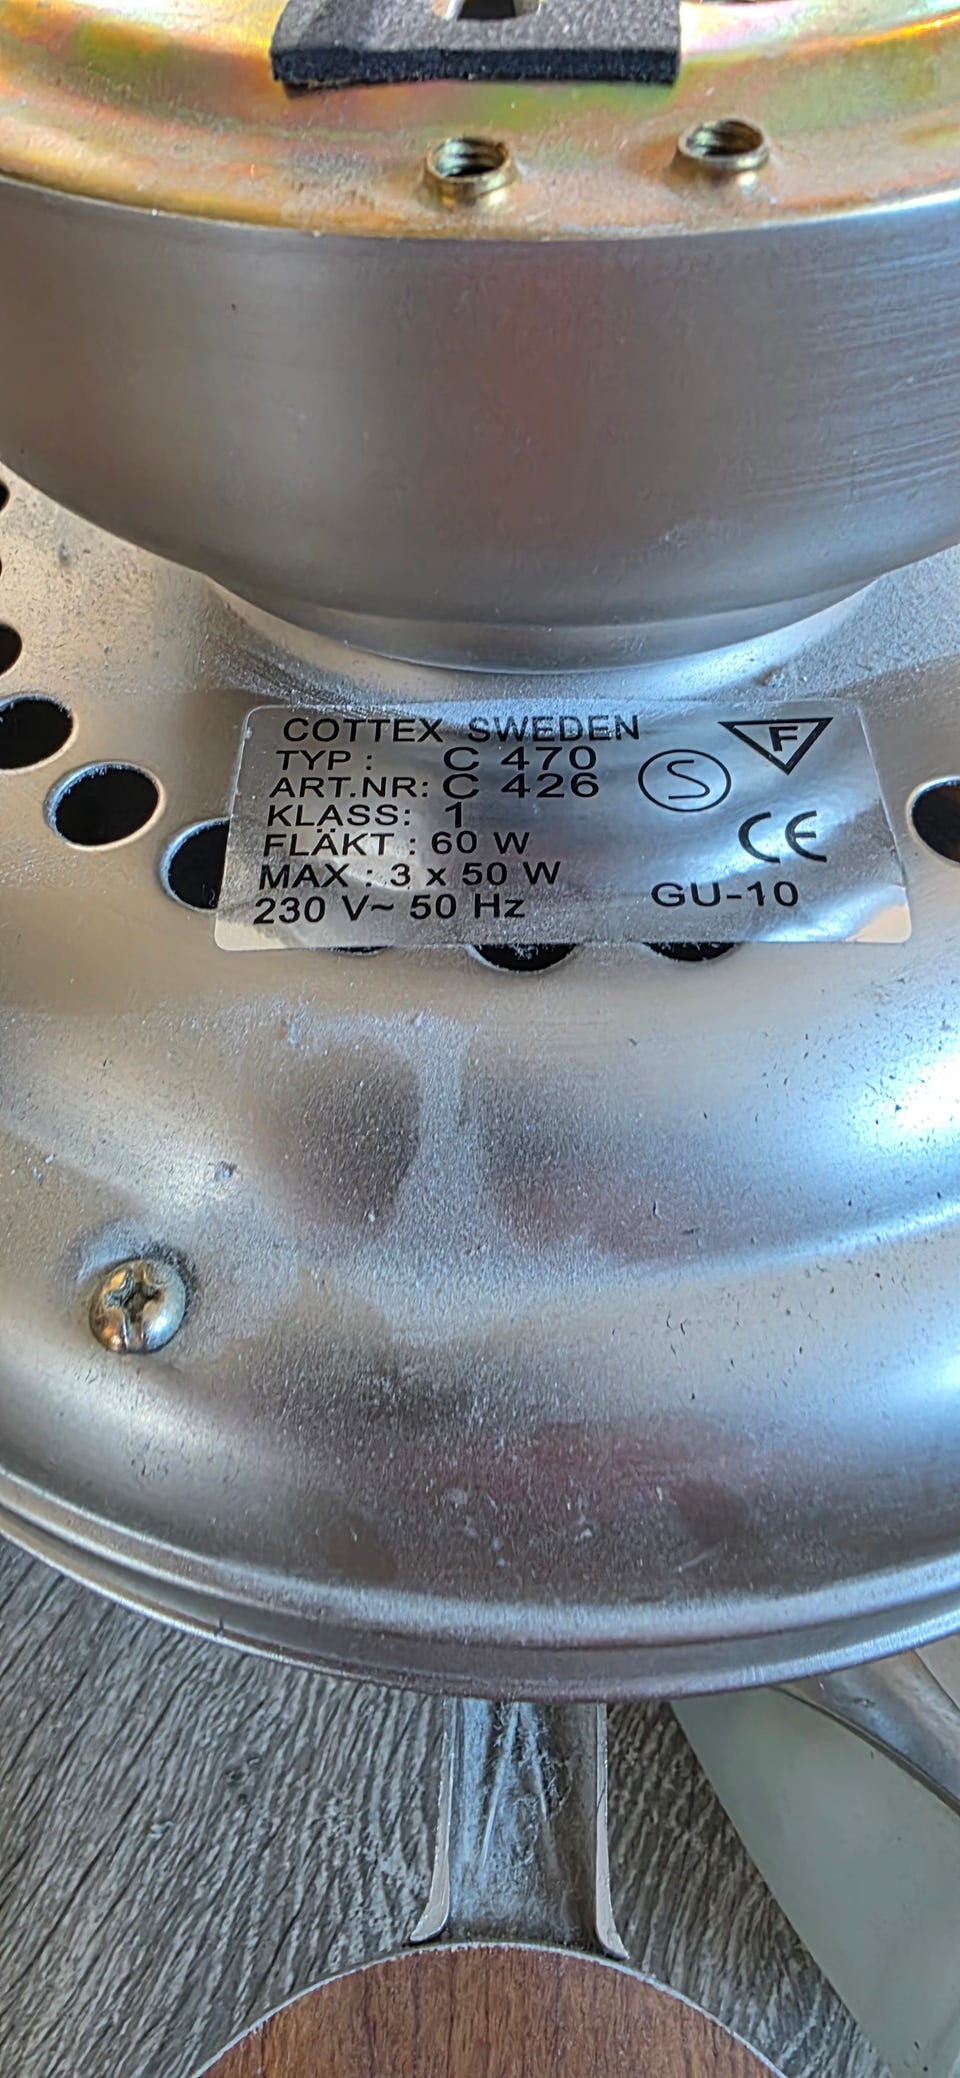 COTTEX SWEDEN
TYP : C 470
ART.NR: C 426
KLASS: 1
FLÄKT : 60 W
MAX : 3 x 50 W
230 V~ 50 Hz
F
S
CE
GU-10